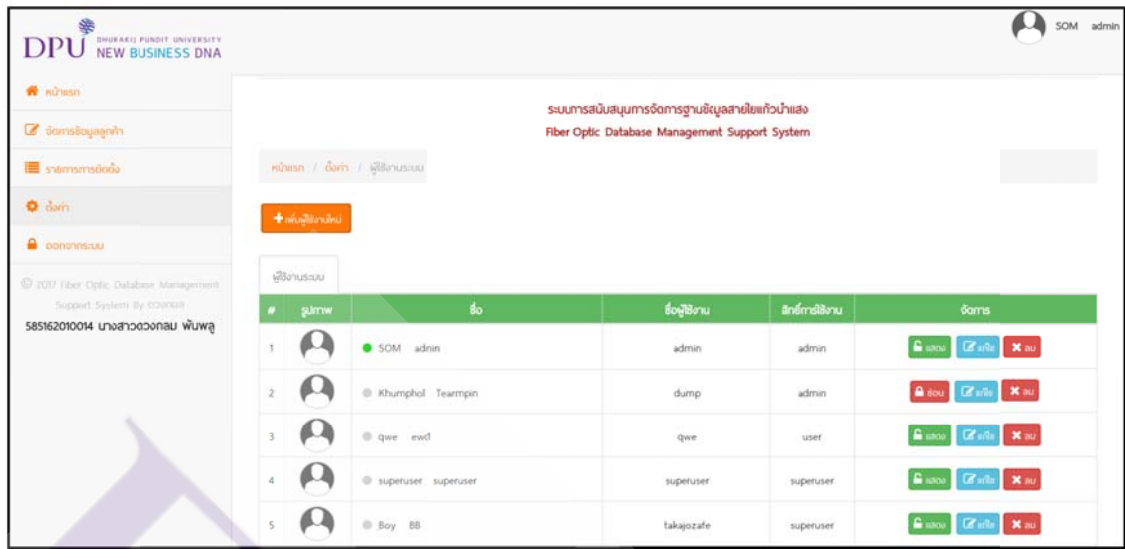 DPU DHURAKIJ PUNDIT UNIVERSITY
NEW BUSINESS DNA
SOM admin
หน้าแรก
จัดการข้อมูลลูกค้า
รายการการติดตั้ง
ตั้งค่า
ออกจากระบบ
© 2017 Fiber Optic Database Management
Support System By ดวงกมล
585162010014 นางสาวดวงกลม พันพลู
ระบบการสนับสนุนการจัดการฐานข้อมูลสายใยแก้วนำแสง
Fiber Optic Database Management Support System
หน้าแรก / ตั้งค่า / ผู้ใช้งานระบบ
เพิ่มผู้ใช้งานใหม่
ผู้ใช้งานระบบ
# รูปภาพ ชื่อ ชื่อผู้ใช้งาน สิทธิ์การใช้งาน จัดการ
1 SOM adnin admin admin แสดง แก้ไข ลบ
2 Khumphol Tearmpin dump admin ซ่อน แก้ไข ลบ
3 qwe ewd1 qwe user แสดง แก้ไข ลบ
4 superuser superuser superuser superuser แสดง แก้ไข ลบ
5 Boy BB takajozafe superuser แสดง แก้ไข ลบ